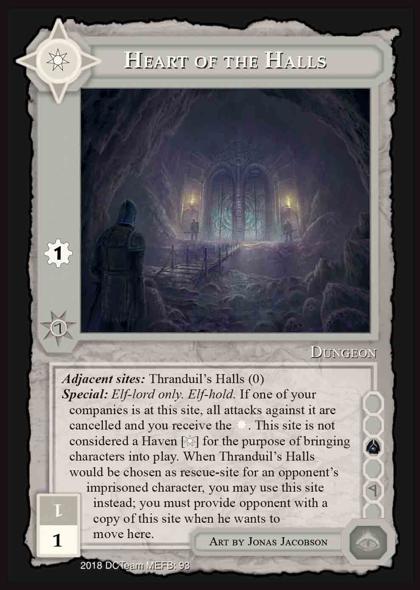 Heart of the Halls
1
1
Dungeon
Adjacent sites: Thranduil's Halls (0)
Special: Elf-lord only. Elf-hold. If one of your
companies is at this site, all attacks against it are
cancelled and you receive the . This site is not
considered a Haven [] for the purpose of bringing
characters into play. When Thranduil's Halls
would be chosen as rescue-site for an opponent's
imprisoned character, you may use this site
instead; you must provide opponent with a
copy of this site when he wants to
move here.
1
1
Art by Jonas Jacobson
2018 DCTeam MEFB: 93